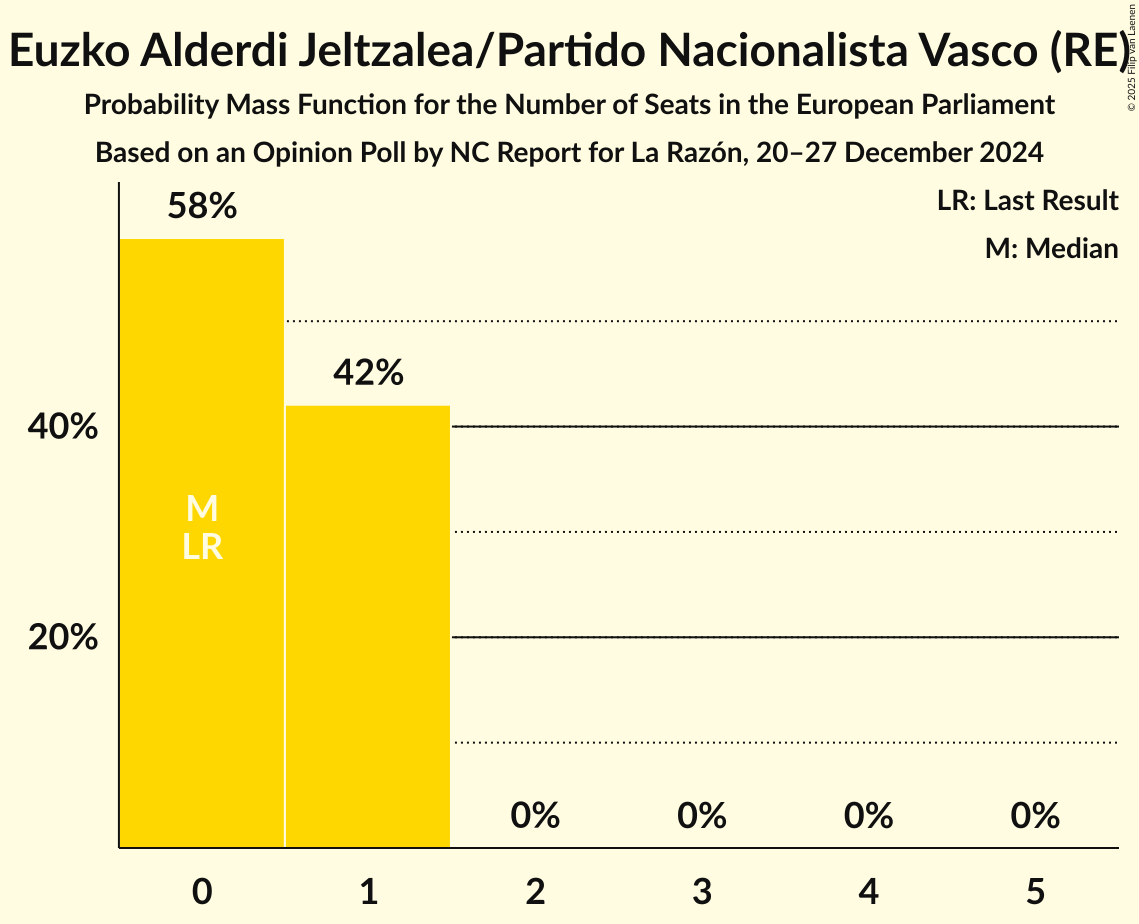 Euzko Alderdi Jeltzalea/Partido Nacionalista Vasco (RE)
© 2025 Filip van Laenen
Probability Mass Function for the Number of Seats in the European Parliament
Based on an Opinion Poll by NC Report for La Razón, 20–27 December 2024
LR: Last Result
M: Median
58%
42%
40%
M
LR
20%
0% 0% 0% 0%
0 1 2 3 4 5